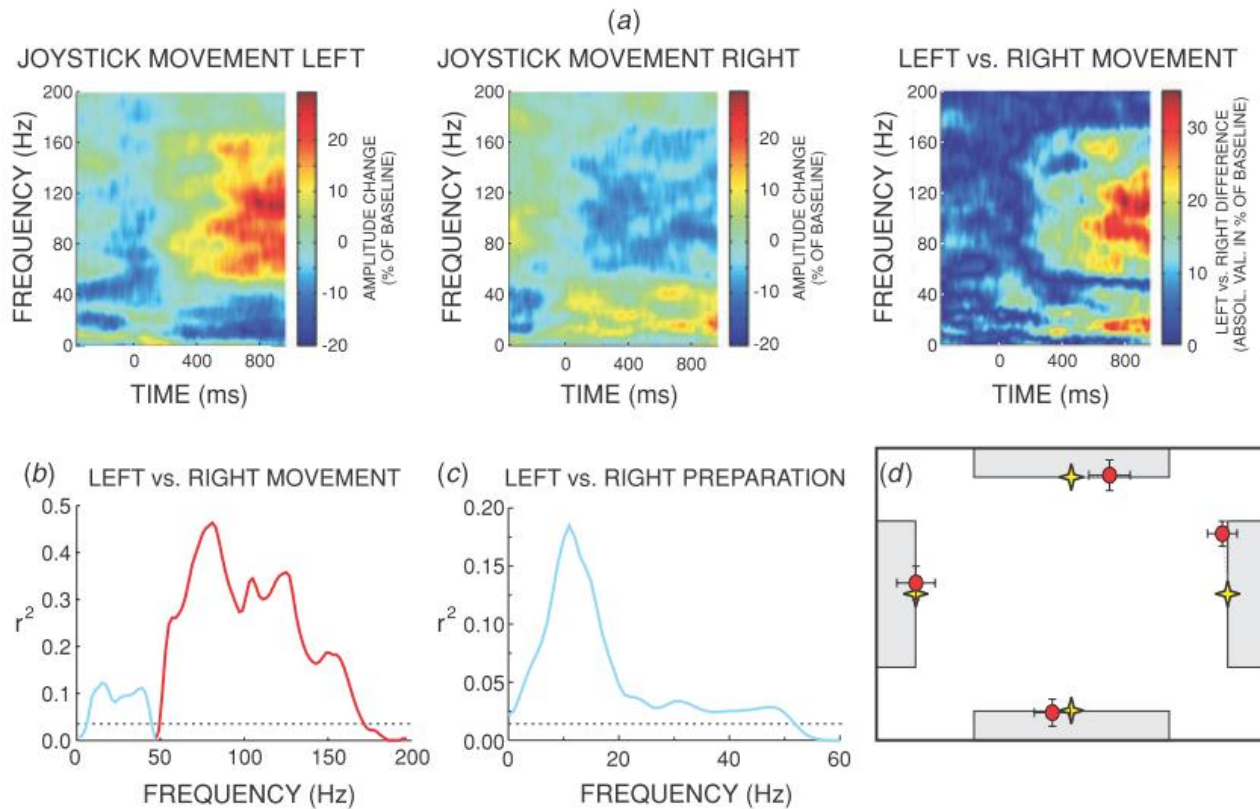 (a)
JOYSTICK MOVEMENT LEFT
JOYSTICK MOVEMENT RIGHT
LEFT vs. RIGHT MOVEMENT
FREQUENCY (Hz)
200
160
120
80
40
0
0
400
800
TIME (ms)
20
10
0
-10
-20
AMPLITUDE CHANGE
(% OF BASELINE)
FREQUENCY (Hz)
200
160
120
80
40
0
0
400
800
TIME (ms)
20
10
0
-10
-20
AMPLITUDE CHANGE
(% OF BASELINE)
FREQUENCY (Hz)
200
160
120
80
40
0
0
400
800
TIME (ms)
30
20
10
0
LEFT vs. RIGHT DIFFERENCE
(ABSOL. VAL. IN % OF BASELINE)
(b)
LEFT vs. RIGHT MOVEMENT
r²
0.5
0.4
0.3
0.2
0.1
0.00
0
50
100
150
200
FREQUENCY (Hz)
(c)
LEFT vs. RIGHT PREPARATION
r²
0.20
0.15
0.10
0.05
0.00
0
20
40
60
FREQUENCY (Hz)
(d)